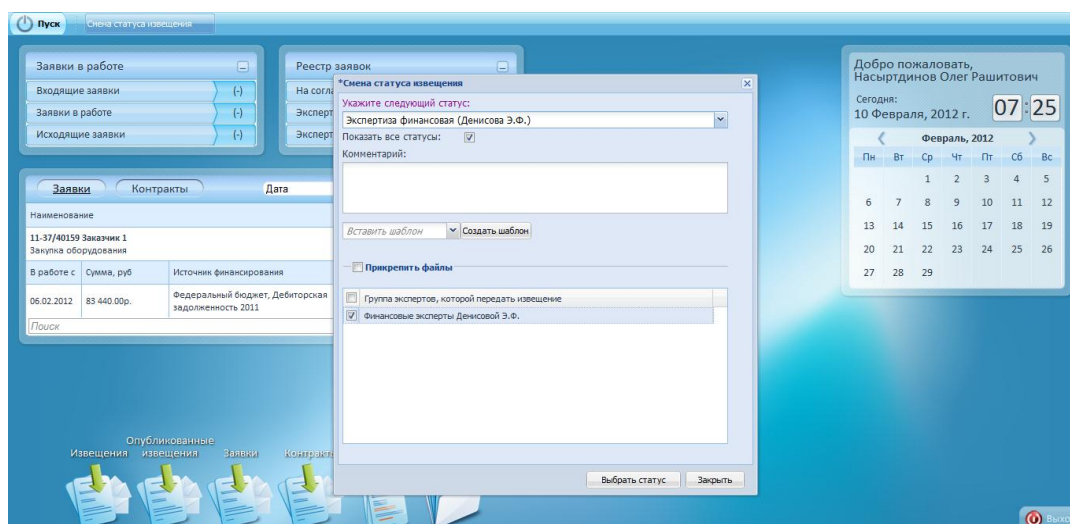 Пуск
Смена статуса извещения
Заявки в работе
Входящие заявки (-)
Заявки в работе (-)
Исходящие заявки (-)
Реестр заявок
На согла
Эксперт
Эксперт
Заявки Контракты Дата
Наименование
11-37/40159 Заказчик 1
Закупка оборудования
В работе с Сумма, руб Источник финансирования
06.02.2012 83 440.00р. Федеральный бюджет, Дебиторская
задолженность 2011
Поиск
*Смена статуса извещения
Укажите следующий статус:
Экспертиза финансовая (Денисова Э.Ф.)
Показать все статусы:
Комментарий:
Вставить шаблон Создать шаблон
Прикрепить файлы
Группа экспертов, которой передать извещение
Финансовые эксперты Денисовой Э.Ф.
Выбрать статус Закрыть
Добро пожаловать,
Насыртдинов Олег Рашитович
Сегодня:
10 Февраля, 2012 г. 07:25
Февраль, 2012
Пн Вт Ср Чт Пт Сб Вс
1 2 3 4 5
6 7 8 9 10 11 12
13 14 15 16 17 18 19
20 21 22 23 24 25 26
27 28 29
Извещения
Опубликованные
извещения
Заявки
Контракты
Выхо